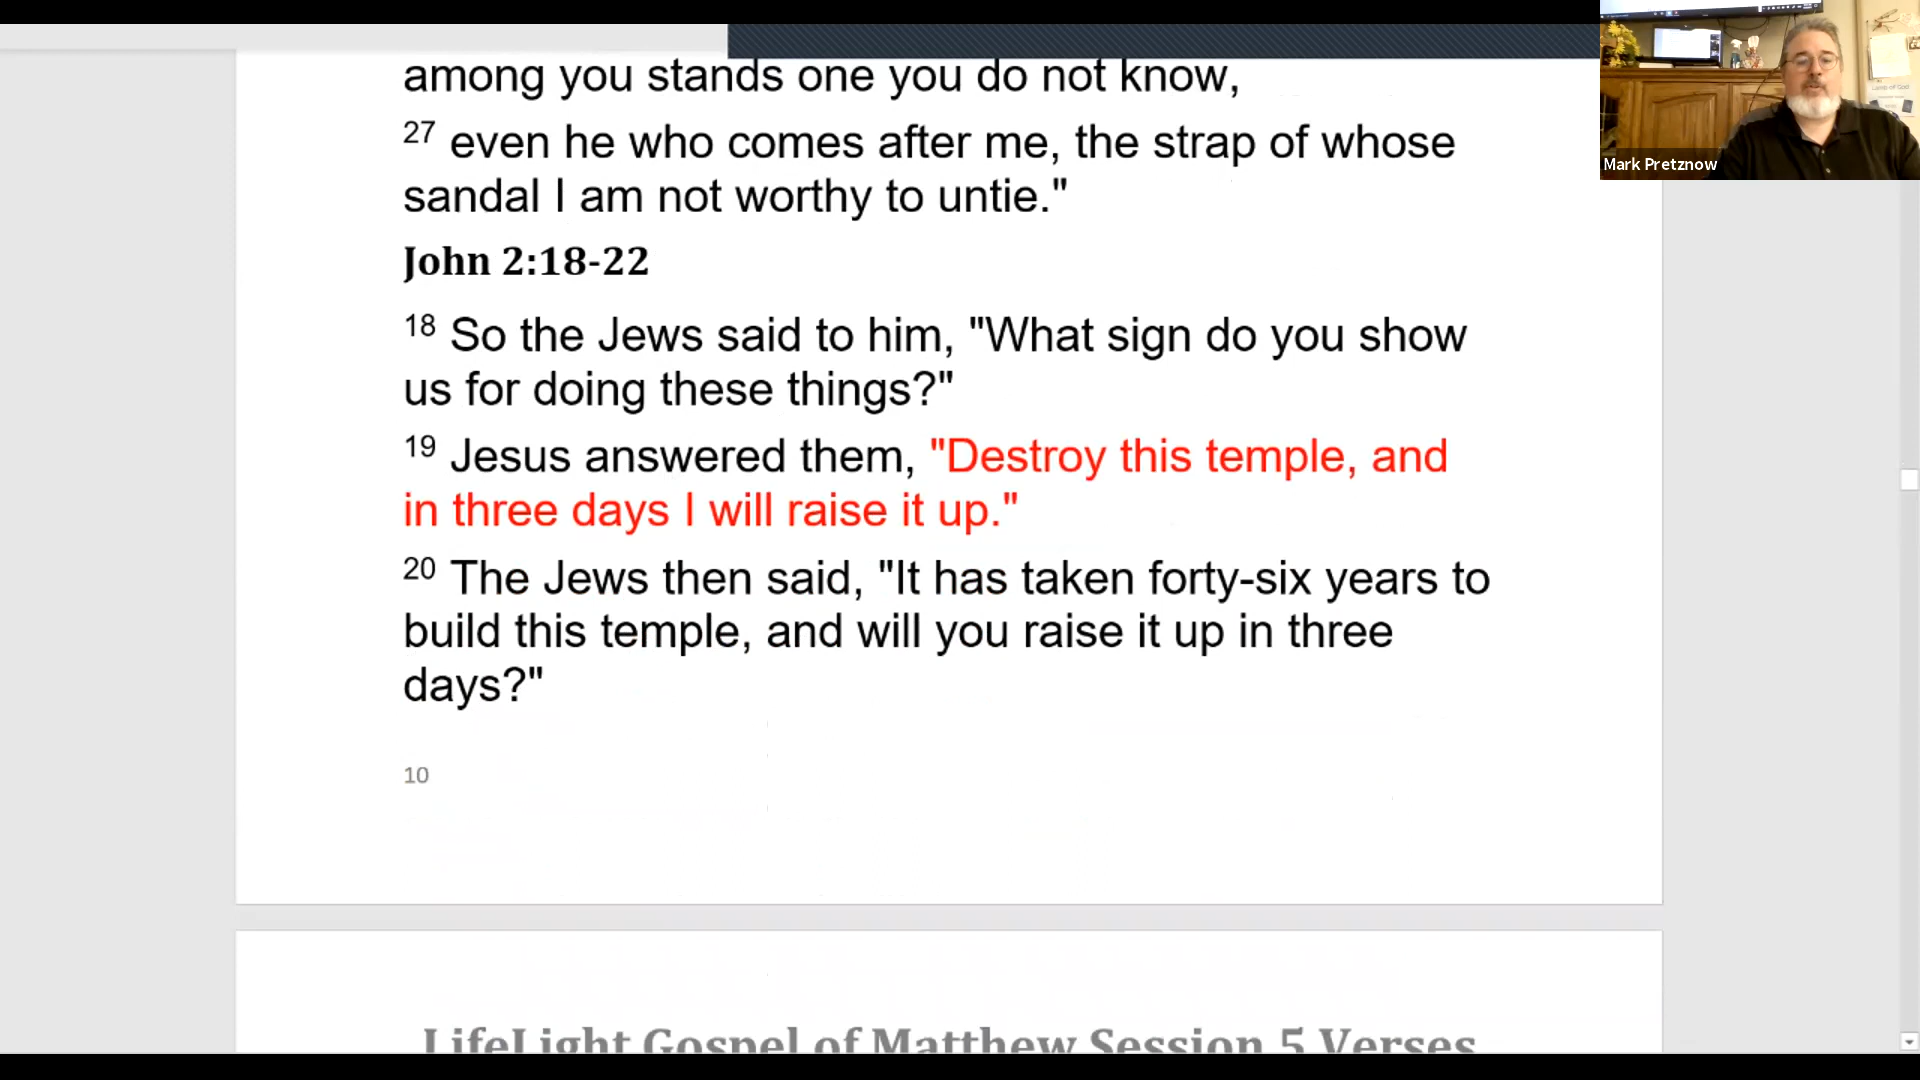 among you stands one you do not know,
27 even he who comes after me, the strap of whose
sandal I am not worthy to untie."
John 2:18-22
18 So the Jews said to him, "What sign do you show
us for doing these things?"
19 Jesus answered them, "Destroy this temple, and
in three days I will raise it up."
20 The Jews then said, "It has taken forty-six years to
build this temple, and will you raise it up in three
days?"
10
LifeLight Gospel of Matthew Session 5 Verses
Mark Pretznow
Lamb of God